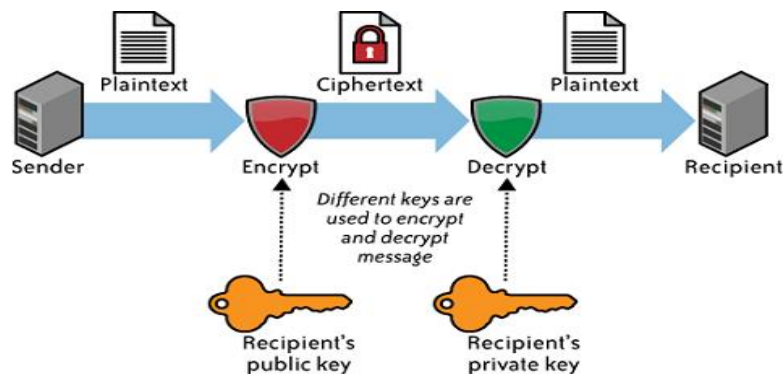 Plaintext
Ciphertext
Plaintext
Sender
Encrypt
Decrypt
Recipient
Different keys are
used to encrypt
and decrypt
message
Recipient's
public key
Recipient's
private key